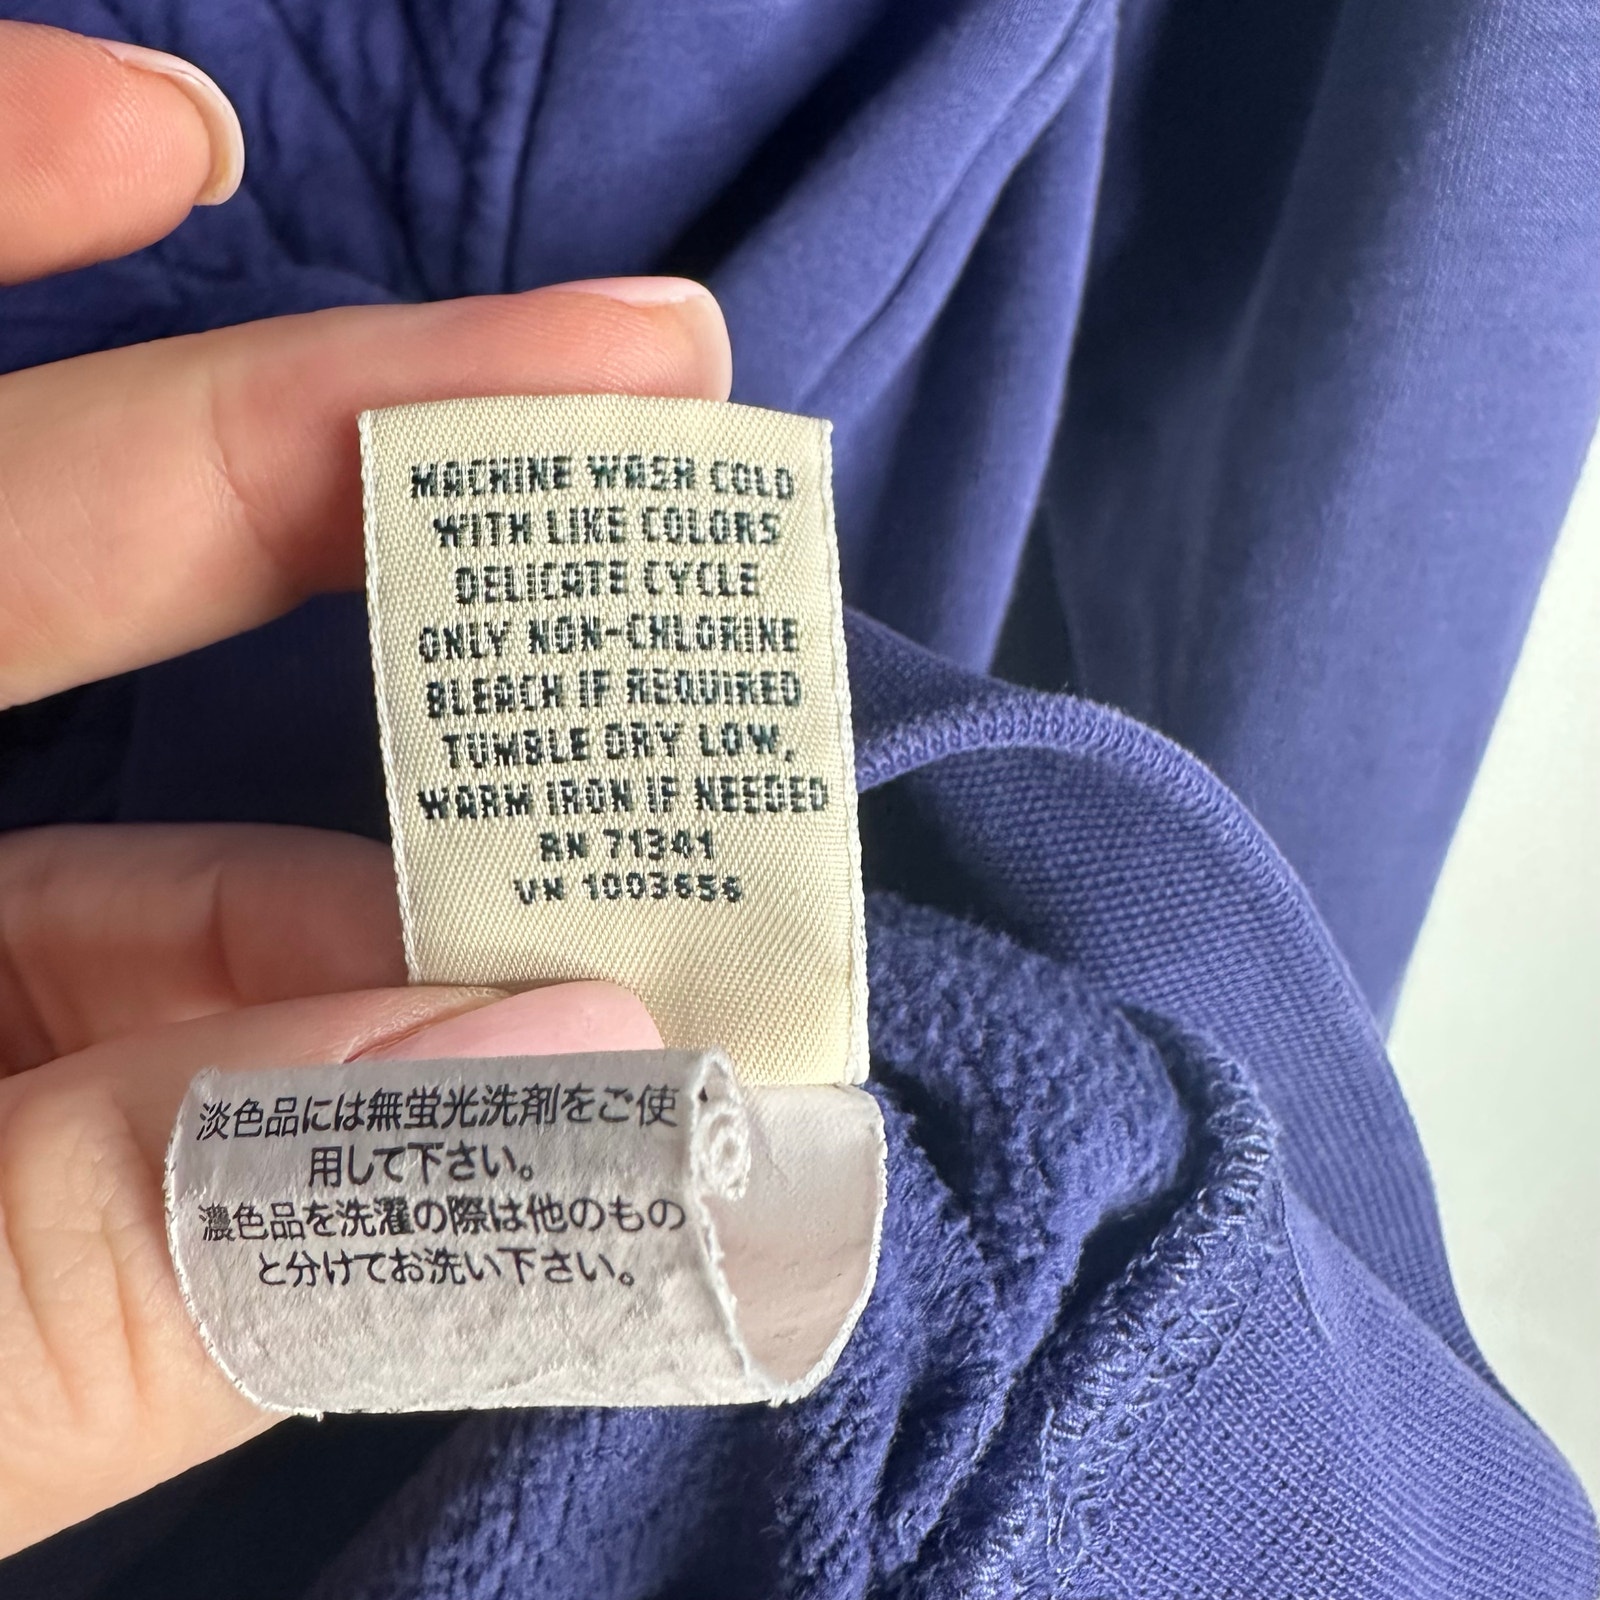 MACHINE WASH COLD
WITH LIKE COLORS
DELICATE CYCLE
ONLY NON-CHLORINE
BLEACH IF REQUIRED
TUMBLE DRY LOW,
WARM IRON IF NEEDED
RN 71341
VN 1003656
淡色品には無蛍光洗剤をご使
用して下さい。
濃色品を洗濯の際は他のもの
と分けてお洗い下さい。